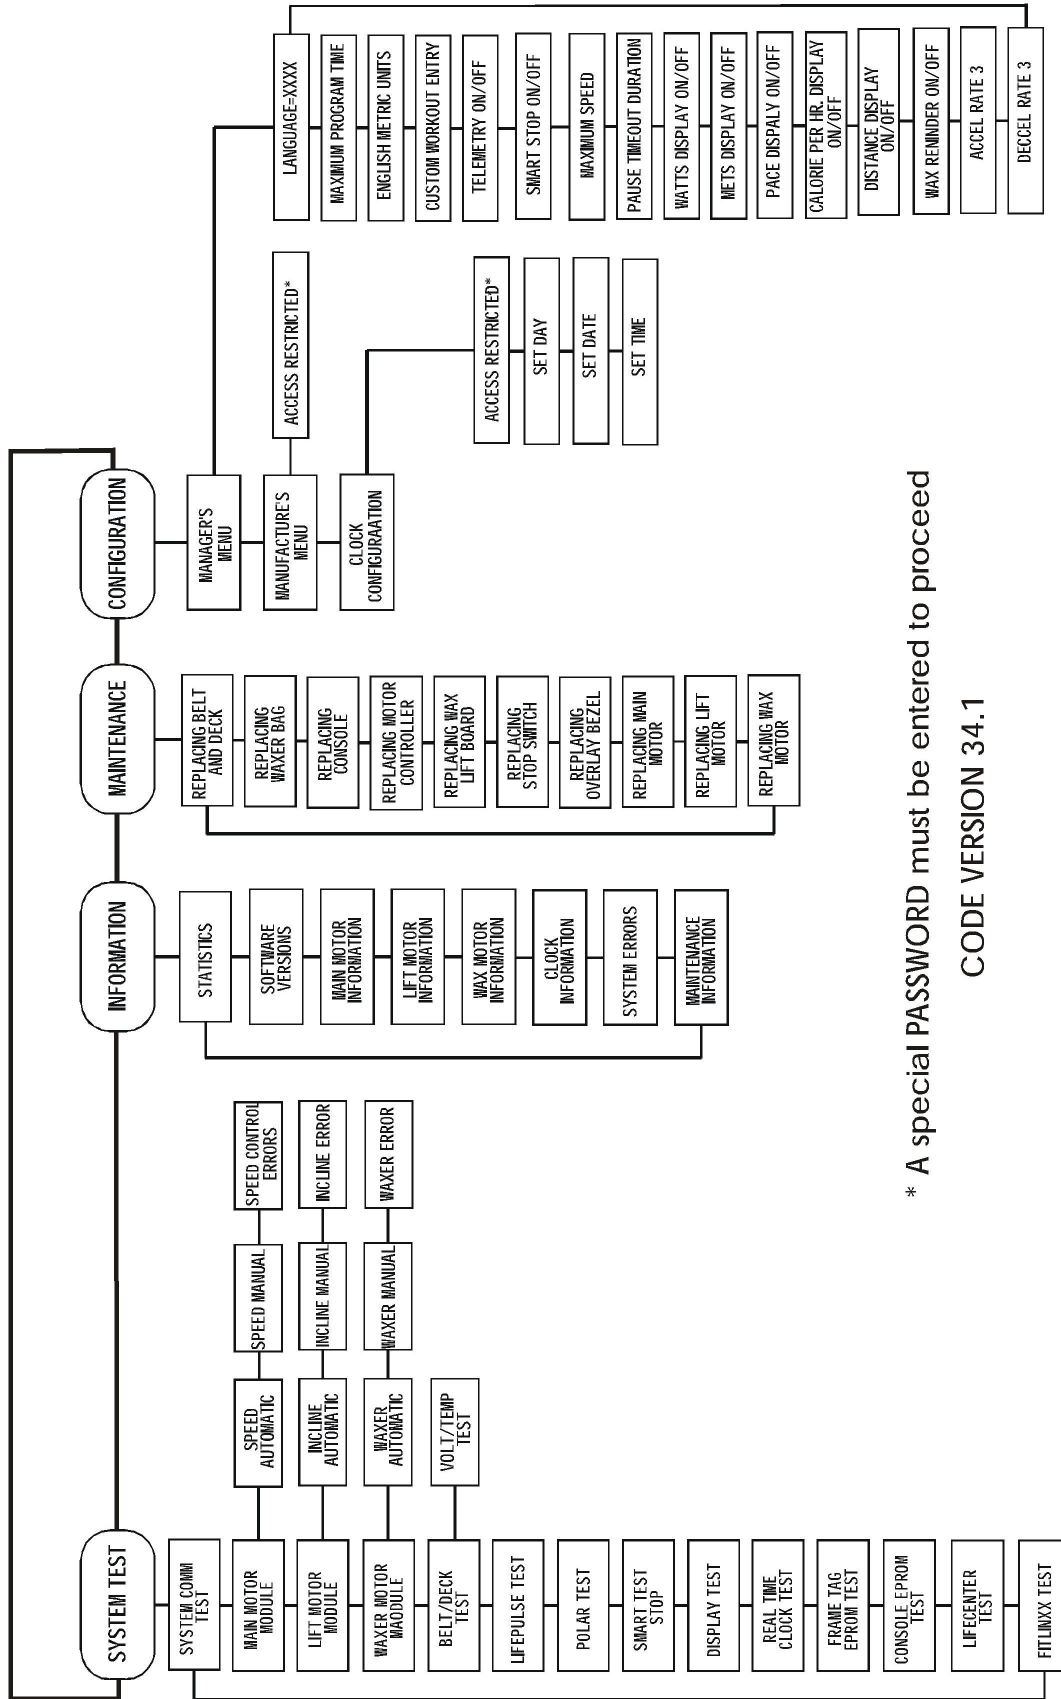 SYSTEM TEST
SYSTEM COMM
TEST
MAIN MOTOR
MODULE
SPEED
AUTOMATIC
SPEED MANUAL
SPEED CONTROL
ERRORS
LIFT MOTOR
MODULE
INCLINE
AUTOMATIC
INCLINE MANUAL
INCLINE ERROR
WAXER MOTOR
MAODULE
WAXER
AUTOMATIC
WAXER MANUAL
WAXER ERROR
BELT/DECK
TEST
VOLT/TEMP
TEST
LIFEPULSE TEST
POLAR TEST
SMART TEST
STOP
DISPLAY TEST
REAL TIME
CLOCK TEST
FRAME TAG
EPROM TEST
CONSOLE EPROM
TEST
LIFECENTER
TEST
FITLINXX TEST
INFORMATION
STATISTICS
SOFTWARE
VERSIONS
MAIN MOTOR
INFORMATION
LIFT MOTOR
INFORMATION
WAX MOTOR
INFORMATION
CLOCK
INFORMATION
SYSTEM ERRORS
MAINTENANCE
INFORMATION
MAINTENANCE
REPLACING BELT
AND DECK
REPLACING
WAXER BAG
REPLACING
CONSOLE
REPLACING MOTOR
CONTROLLER
REPLACING WAX
LIFT BOARD
REPLACING
STOP SWITCH
REPLACING
OVERLAY BEZEL
REPLACING MAIN
MOTOR
REPLACING LIFT
MOTOR
REPLACING WAX
MOTOR
CONFIGURATION
MANAGER'S
MENU
MANUFACTURE'S
MENU
ACCESS RESTRICTED*
CLOCK
CONFIGURAATION
ACCESS RESTRICTED*
SET DAY
SET DATE
SET TIME
LANGUAGE=XXXX
MAXIMUM PROGRAM TIME
ENGLISH METRIC UNITS
CUSTOM WORKOUT ENTRY
TELEMETRY ON/OFF
SMART STOP ON/OFF
MAXIMUM SPEED
PAUSE TIMEOUT DURATION
WATTS DISPLAY ON/OFF
METS DISPLAY ON/OFF
PACE DISPALY ON/OFF
CALORIE PER HR. DISPLAY
ON/OFF
DISTANCE DISPLAY
ON/OFF
WAX RENINDER ON/OFF
ACCEL RATE 3
DECCEL RATE 3
* A special PASSWORD must be entered to proceed
CODE VERSION 34.1